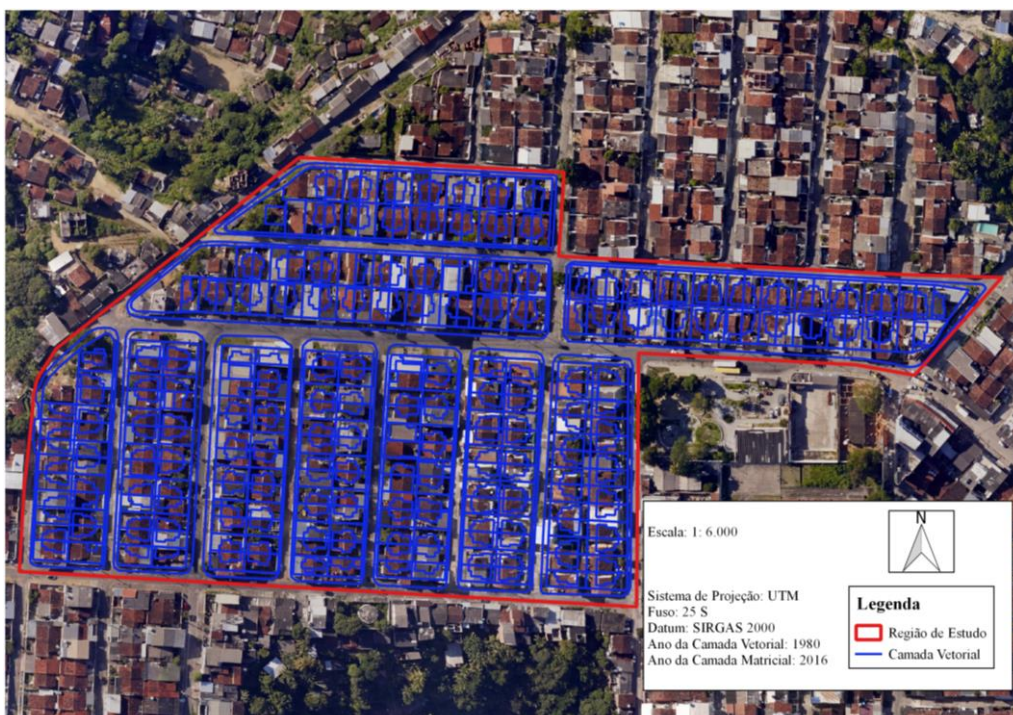 Escala: 1: 6.000
N
Sistema de Projeção: UTM
Fuso: 25 S
Datum: SIRGAS 2000
Ano da Camada Vetorial: 1980
Ano da Camada Matricial: 2016
Legenda
Região de Estudo
Camada Vetorial